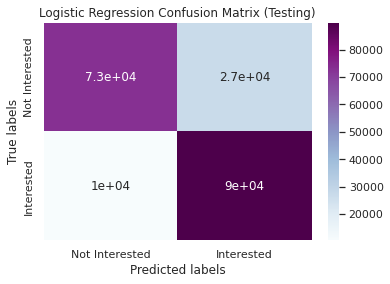 Logistic Regression Confusion Matrix (Testing)
True labels
Not Interested
Interested
7.3e+04
2.7e+04
1e+04
9e+04
Not Interested
Interested
Predicted labels
80000
70000
60000
50000
40000
30000
20000